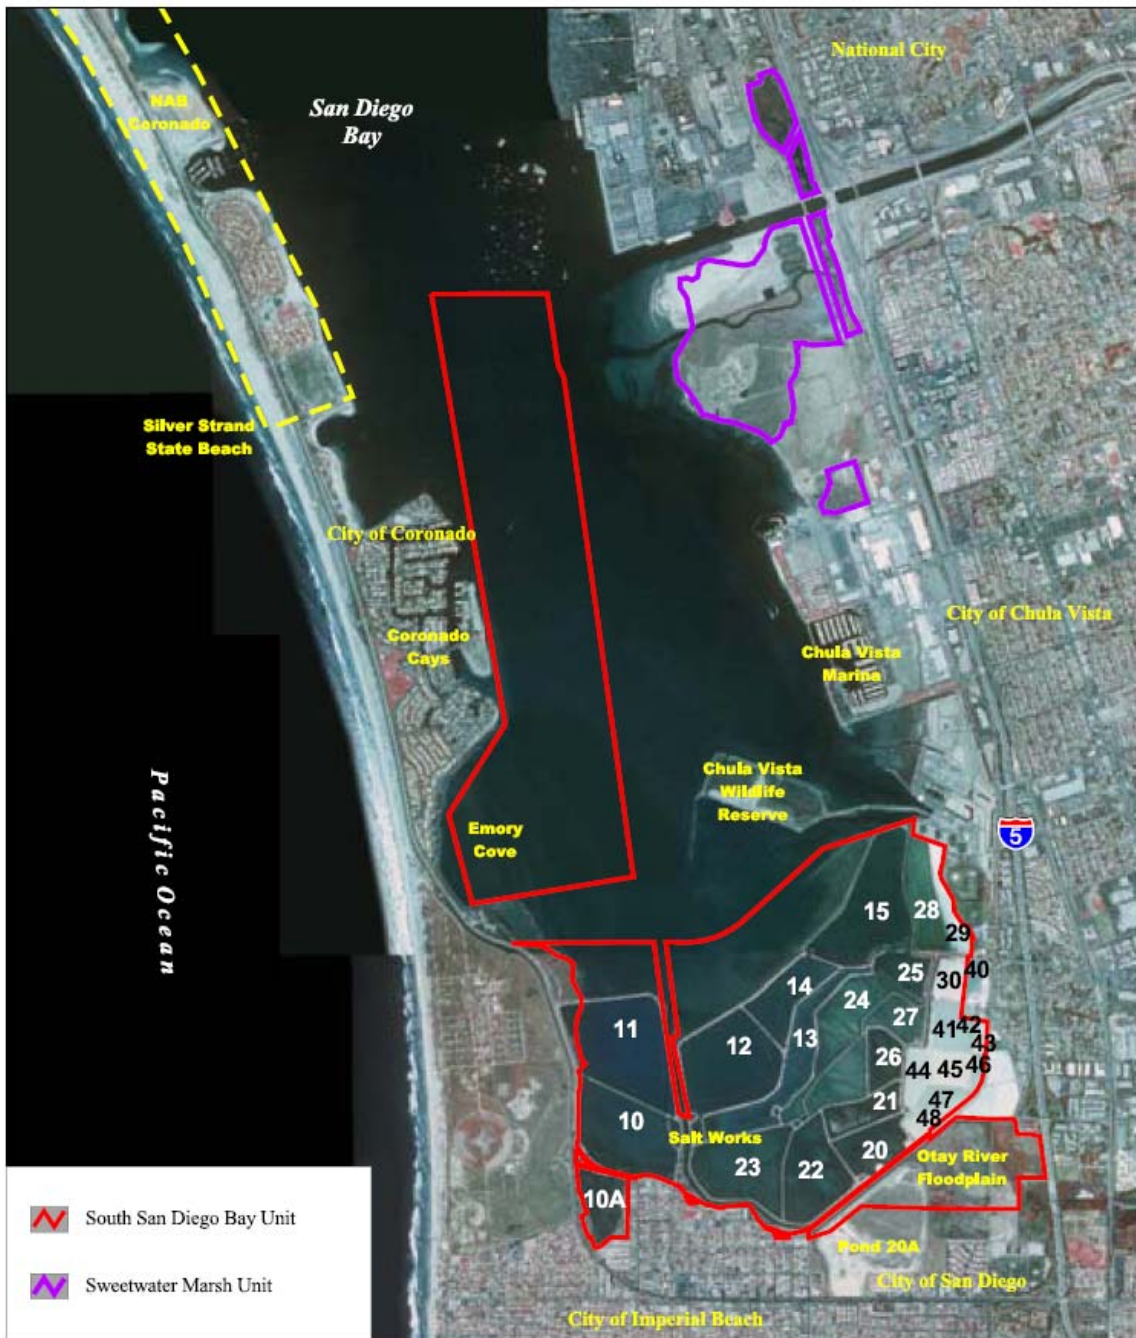 National City
NAB
Coronado
San Diego
Bay
Silver Strand
State Beach
City of Coronado
City of Chula Vista
Coronado
Cays
Chula Vista
Marina
Pacific Ocean
Chula Vista
Wildlife
Reserve
Emory
Cove
5
15
28
29
40
30
25
14
24
27
42
41
43
11
12
13
26
44
45
46
21
47
48
10
Salt Works
20
23
22
Otay River
Floodplain
10A
Pond 20A
City of San Diego
City of Imperial Beach
South San Diego Bay Unit
Sweetwater Marsh Unit